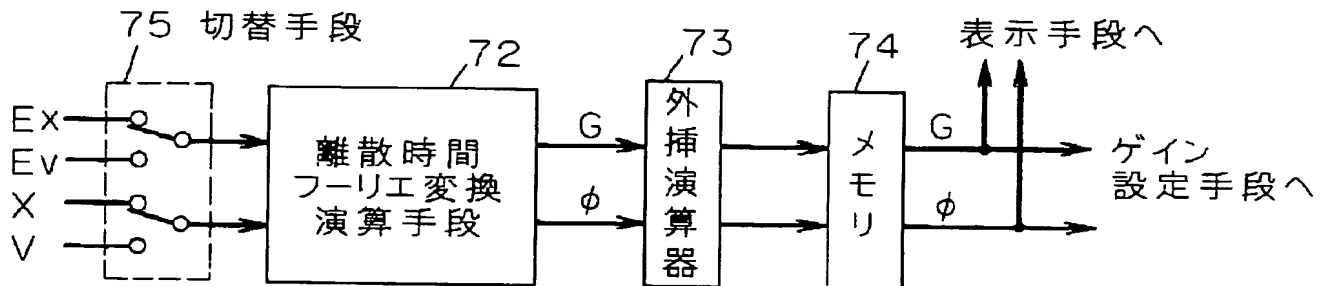 75 切替手段
72
73
74
表示手段へ
Ex
Ev
X
V
離散時間
フーリエ変換
演算手段
G
φ
外挿演算器
メモリ
G
φ
ゲイン
設定手段へ